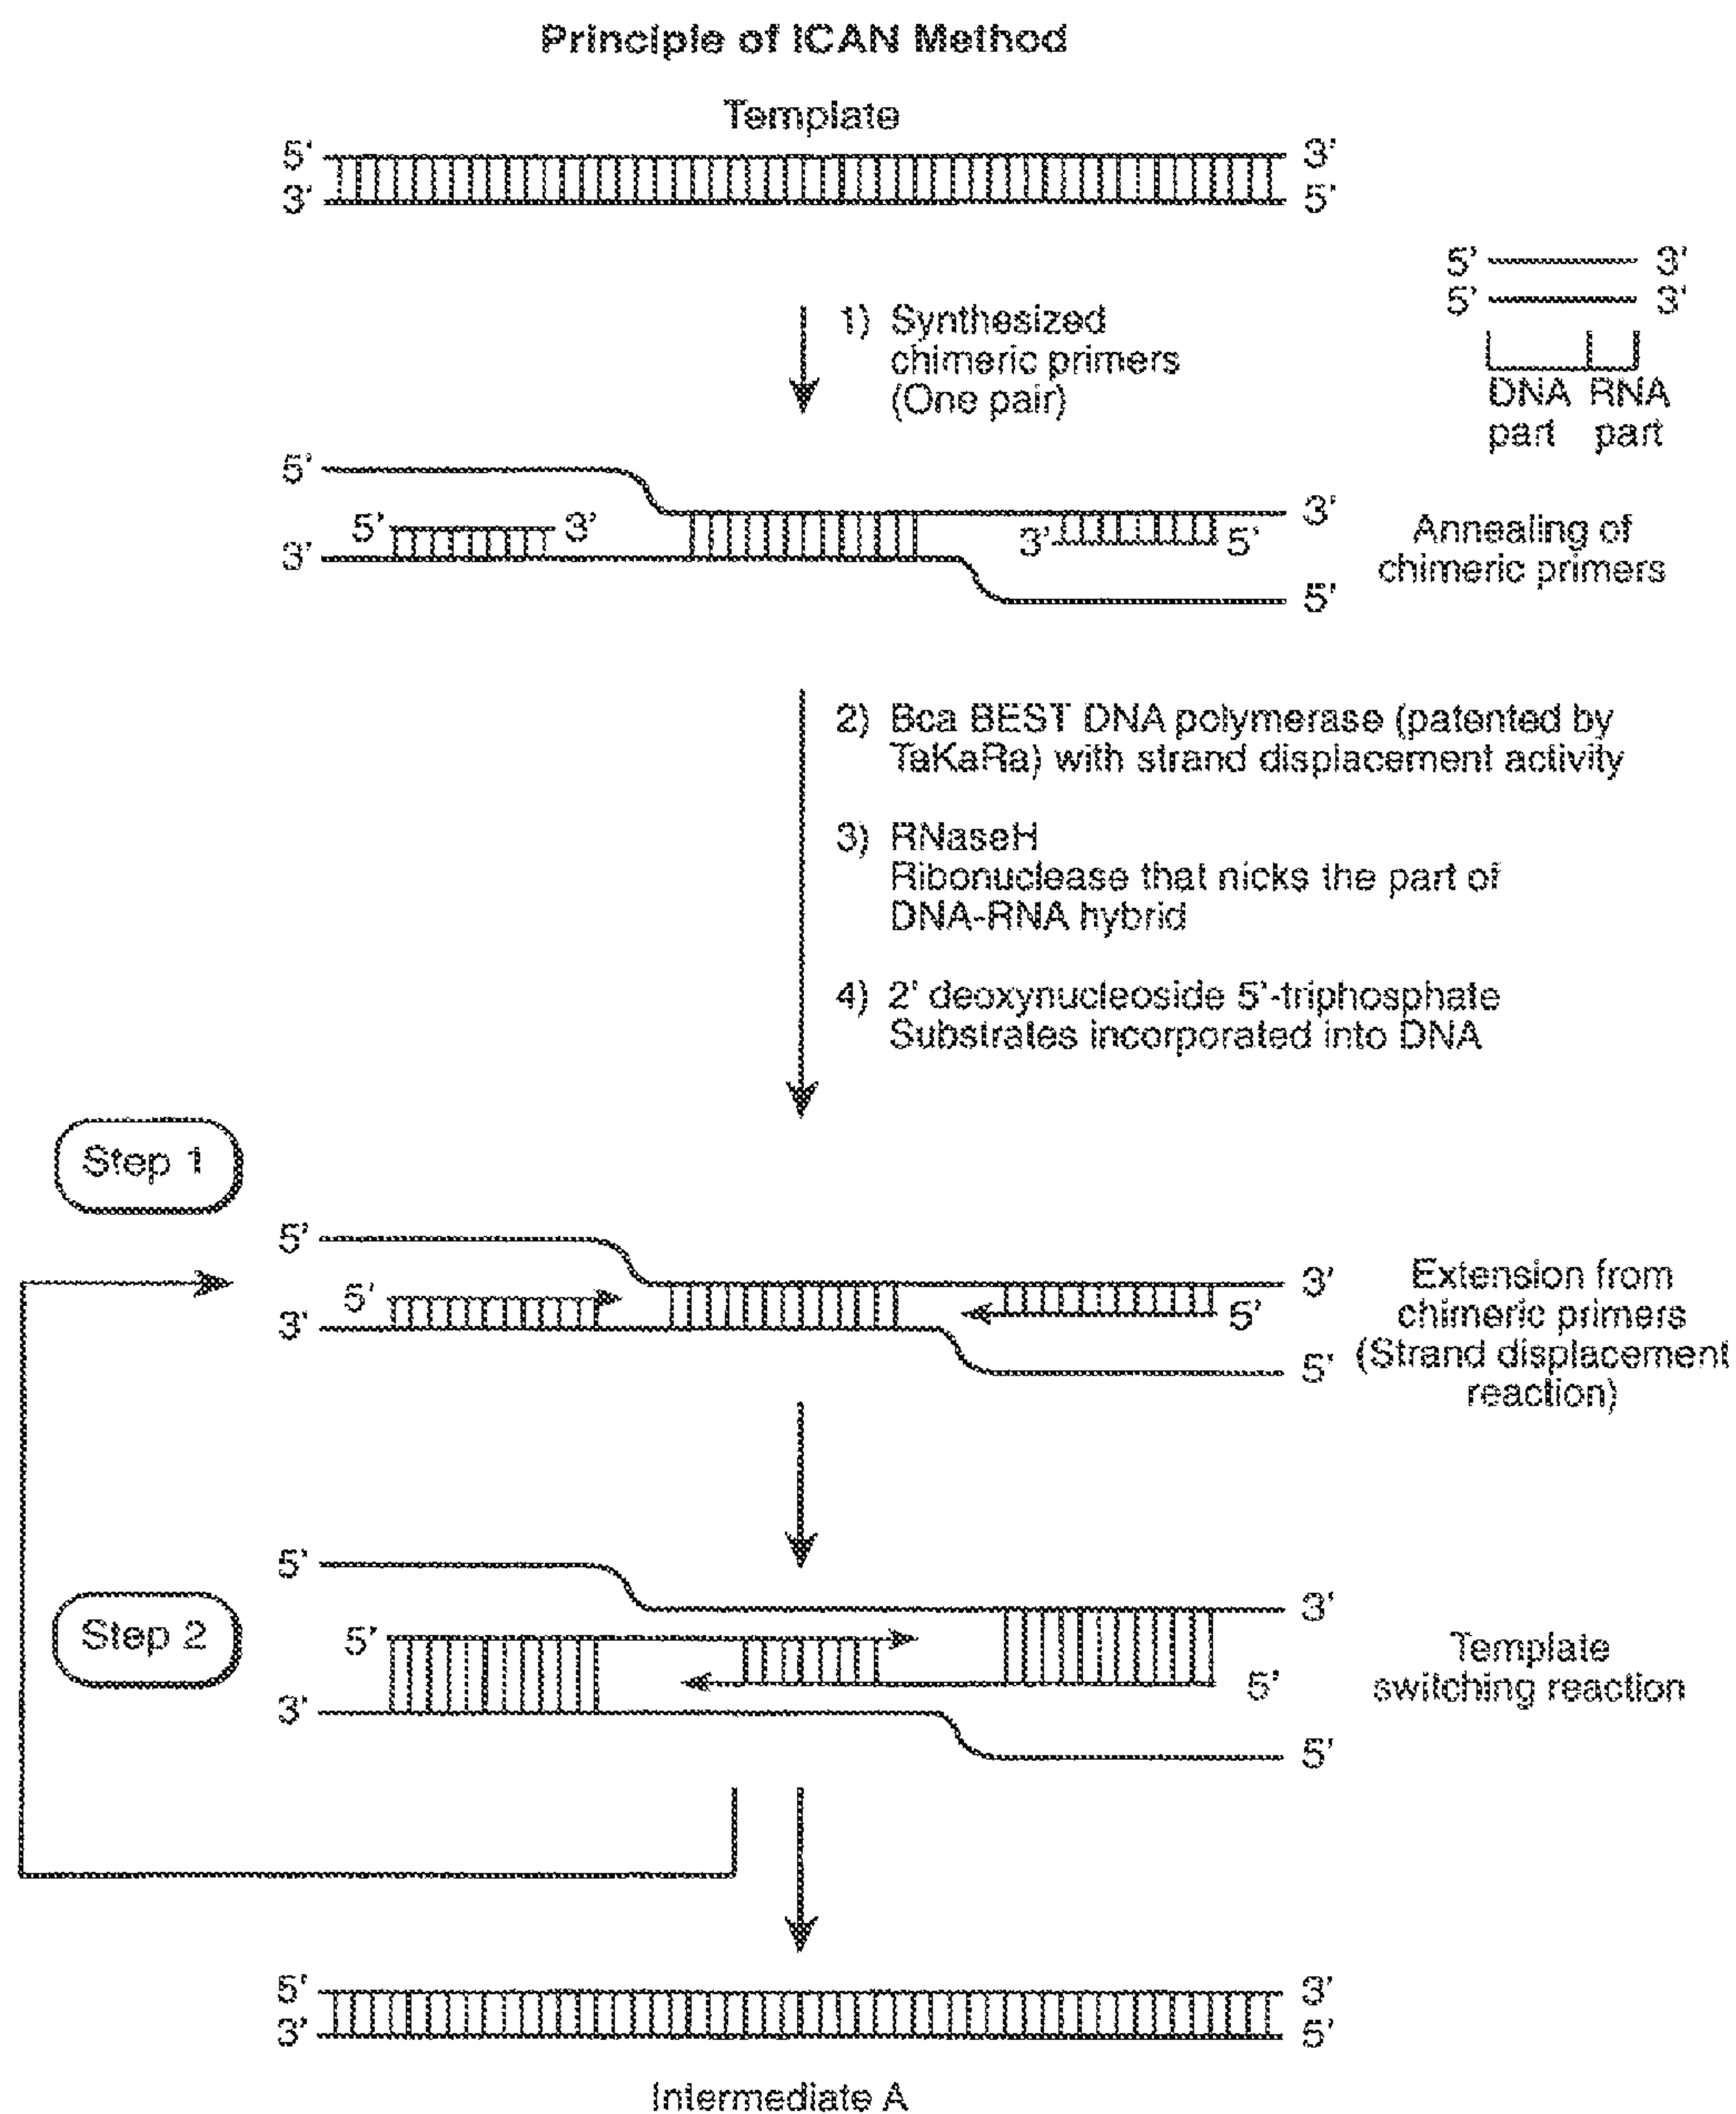 Principle of ICAN Method
Template
5' 3'
3' 5'
5' 3'
5' 3'
DNA RNA
part part
1) Synthesized
chimeric primers
(One pair)
5'
5' 3' 3'
3' 3' 5'
5'
Annealing of
chimeric primers
2) Bca BEST DNA polymerase (patented by
TaKaRa) with strand displacement activity
3) RNaseH
Ribonuclease that nicks the part of
DNA-RNA hybrid
4) 2' deoxynucleoside 5'-triphosphate
Substrates incorporated into DNA
Step 1
5'
5' 3'
3' 5'
5'
Extension from
chimeric primers
(Strand displacement
reaction)
5'
3'
Step 2
5'
5'
3'
5'
Template
switching reaction
5' 3'
3' 5'
Intermediate A